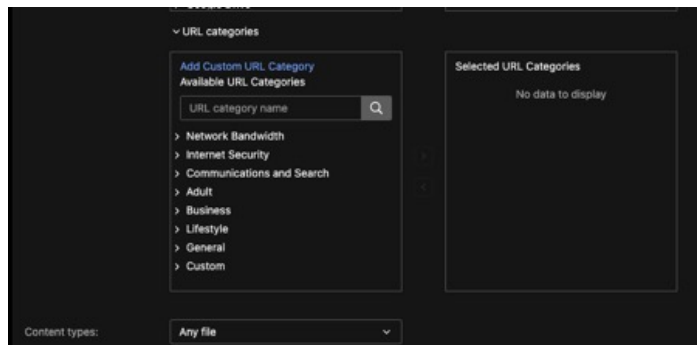 URL categories
Add Custom URL Category
Available URL Categories
URL category name
Network Bandwidth
Internet Security
Communications and Search
Adult
Business
Lifestyle
General
Custom
Selected URL Categories
No data to display
Content types:
Any file